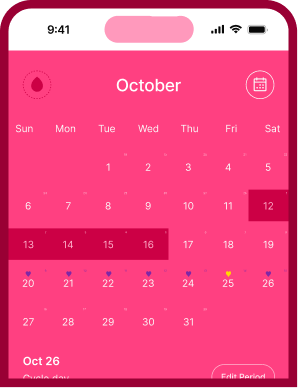 9:41
October
Sun Mon Tue Wed Thu Fri Sat
1 2 3 4 5
6 7 8 9 10 11 12
13 14 15 16 17 18 19
20 21 22 23 24 25 26
27 28 29 30 31
Oct 26
Cycle day
Edit Period